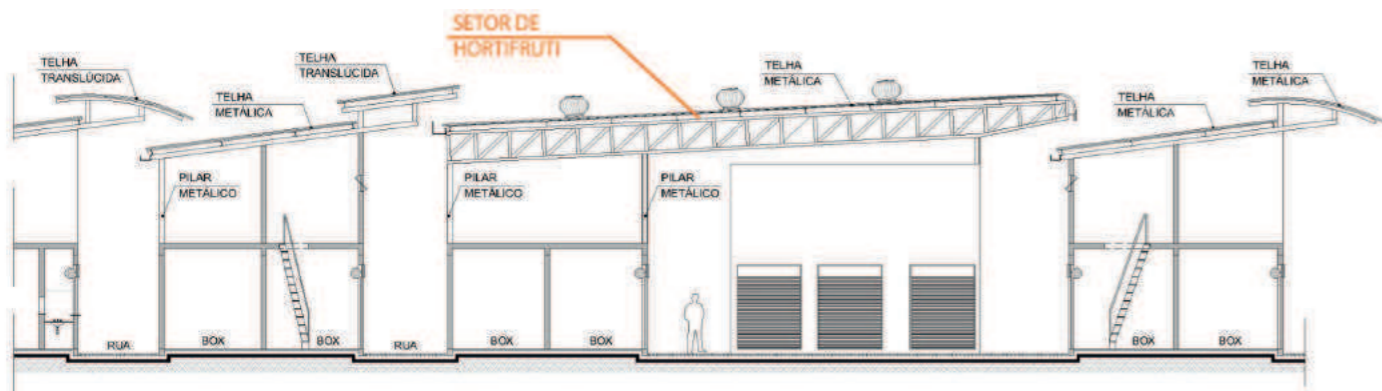 SETOR DE
HORTIFRUTI
TELHA
TRANSLÚCIDA
TELHA
METÁLICA
TELHA
TRANSLÚCIDA
TELHA
METÁLICA
TELHA
METÁLICA
TELHA
METÁLICA
PILAR
METÁLICO
PILAR
METÁLICO
PILAR
METÁLICO
RUA
BOX
BOX
RUA
BOX
BOX
BOX
BOX